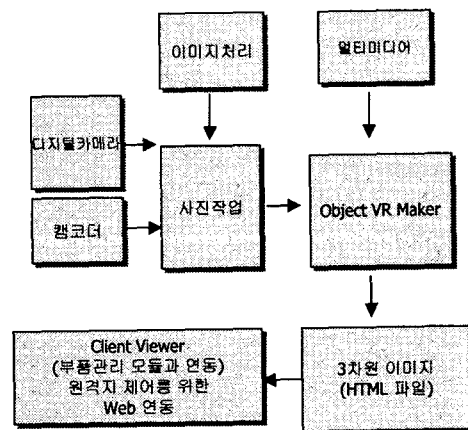 이미지처리
멀티미디어
디지털카메라
캠코더
사진작업
Object VR Maker
Client Viewer
(부품관리 모듈과 연동)
원격지 제어를 위한
Web 연동
3차원 이미지
(HTML 파일)